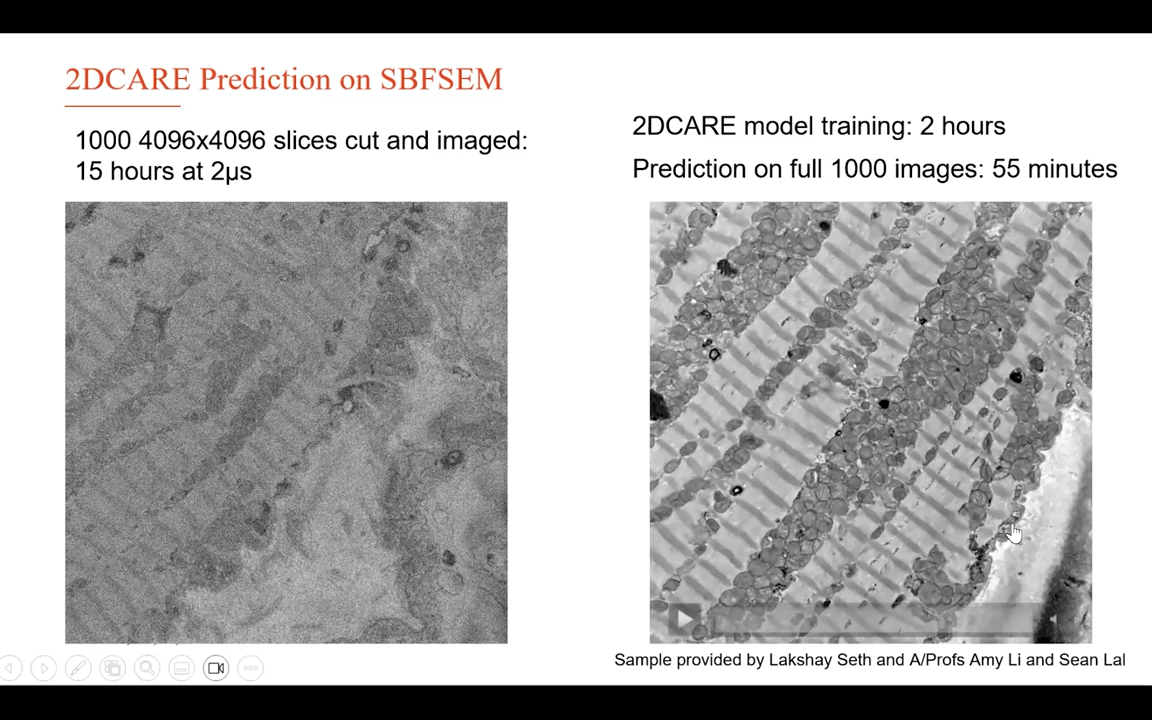 2DCARE Prediction on SBFSEM
1000 4096x4096 slices cut and imaged:
15 hours at 2µs
2DCARE model training: 2 hours
Prediction on full 1000 images: 55 minutes
Sample provided by Lakshay Seth and A/Profs Amy Li and Sean Lal